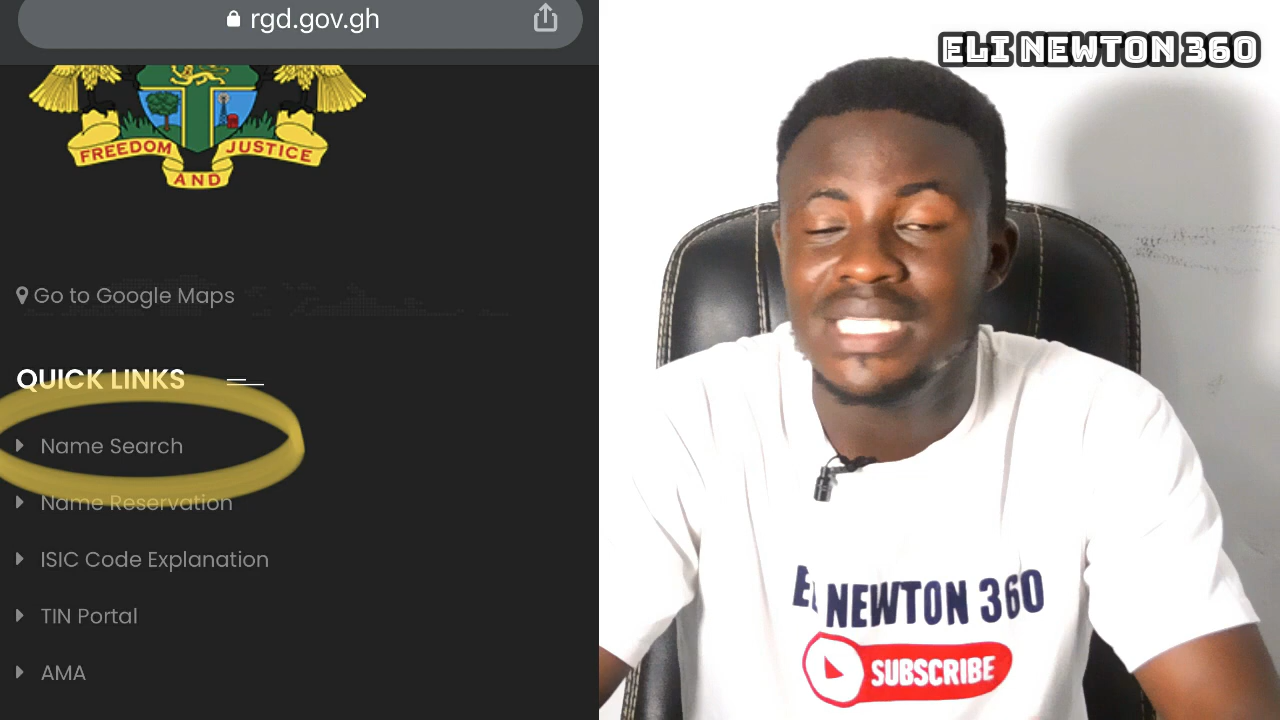 rgd.gov.gh
FREEDOM
AND
JUSTICE
Go to Google Maps
QUICK LINKS
Name Search
Name Reservation
ISIC Code Explanation
TIN Portal
AMA
ELI NEWTON 360
ELI NEWTON 360
SUBSCRIBE